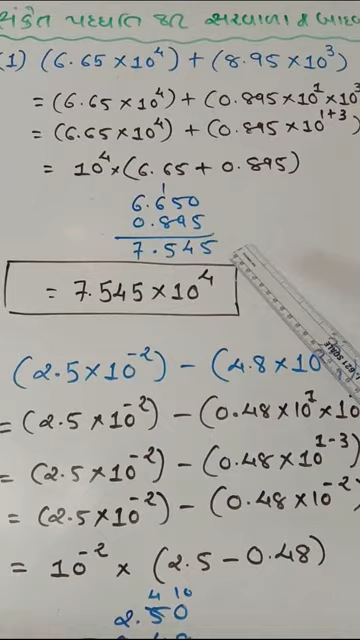 સંકેત પદ્ધતિ
(1) (6.65×10⁴) + (8.95×10³)
= (6.65×10⁴) + (0.895×10¹×10³
= (6.65×10⁴) + (0.895×10¹⁺³
= 10⁴×(6.65 + 0.895)
1
6.650
0.895
7.545
= 7.545×10⁴
(2.5×10⁻²) − (4.8×10
= (2.5×10⁻²) − (0.48×10¹×10
= (2.5×10⁻²) − (0.48×10¹⁻³)
= (2.5×10⁻²) − (0.48×10⁻²)
= 10⁻² × (2.5 − 0.48)
4 10
2.50